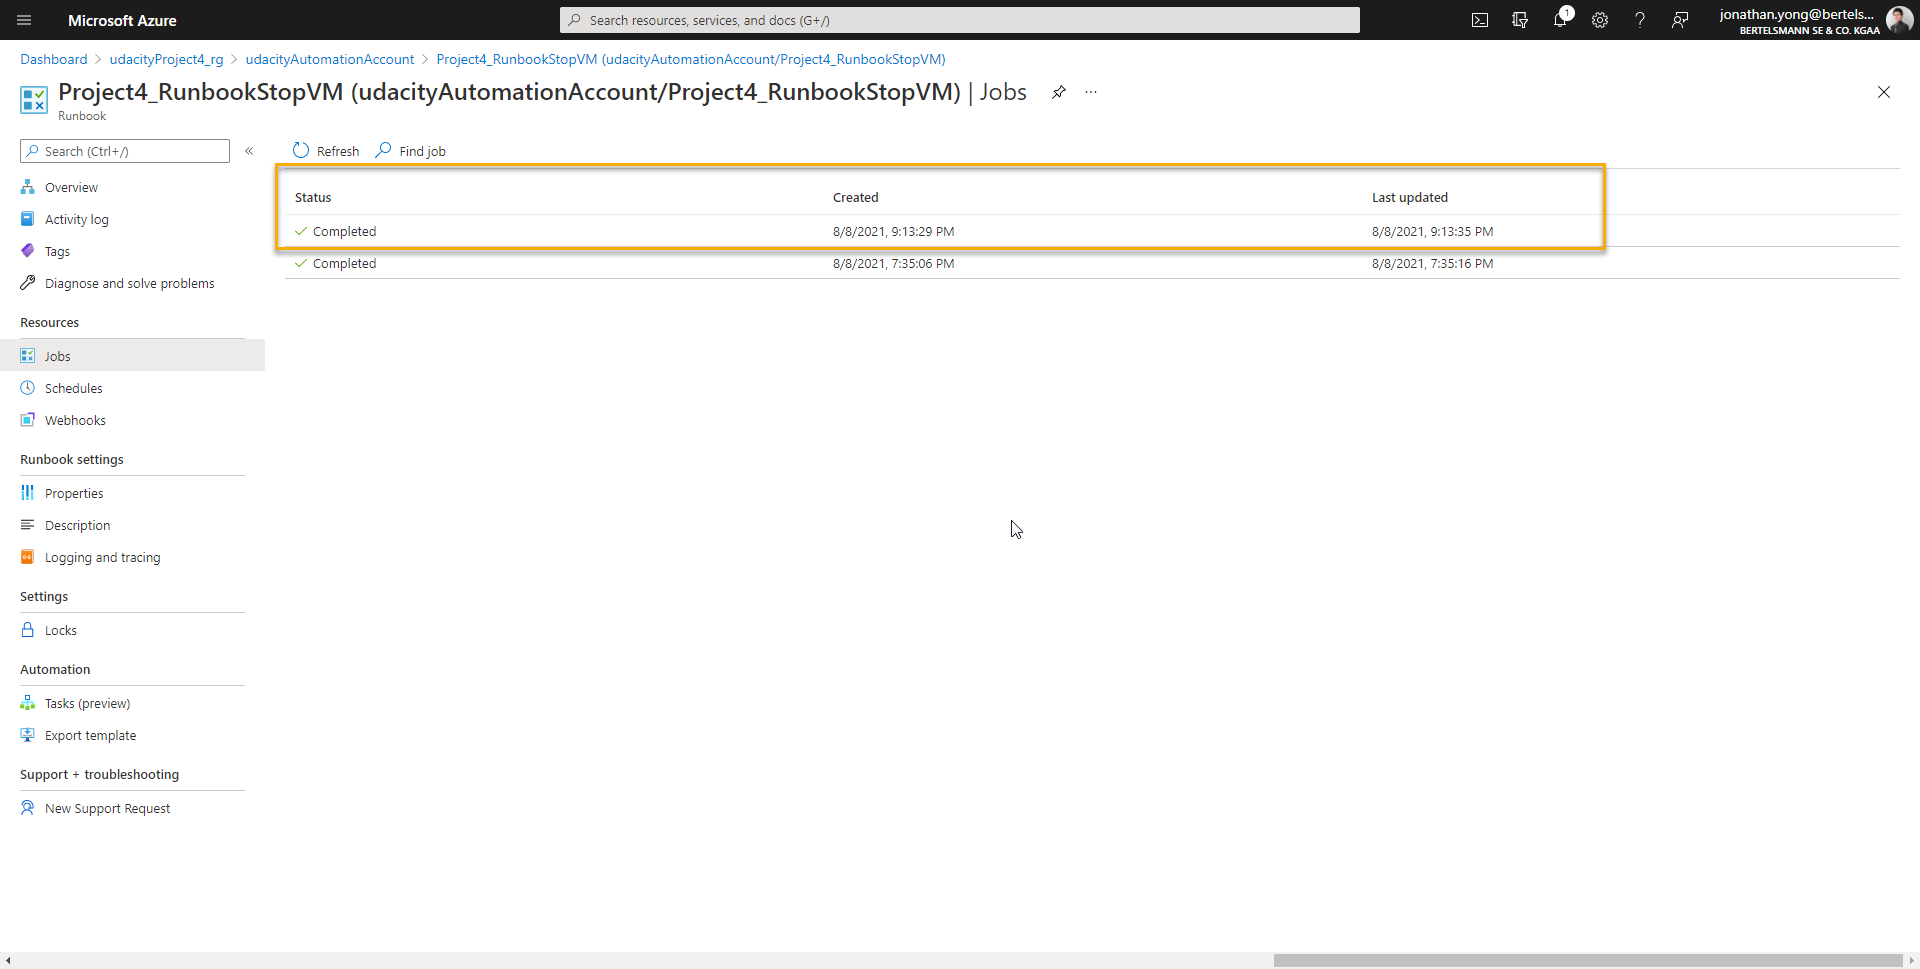 Microsoft Azure
Search resources, services, and docs (G+/)
1
jonathan.yong@bertels...
BERTELSMANN SE & CO. KGAA
Dashboard > udacityProject4_rg > udacityAutomationAccount > Project4_RunbookStopVM (udacityAutomationAccount/Project4_RunbookStopVM)
Project4_RunbookStopVM (udacityAutomationAccount/Project4_RunbookStopVM) | Jobs
Runbook
Search (Ctrl+/)
Overview
Activity log
Tags
Diagnose and solve problems
Resources
Jobs
Schedules
Webhooks
Runbook settings
Properties
Description
Logging and tracing
Settings
Locks
Automation
Tasks (preview)
Export template
Support + troubleshooting
New Support Request
Refresh Find job
Status Created Last updated
Completed 8/8/2021, 9:13:29 PM 8/8/2021, 9:13:35 PM
Completed 8/8/2021, 7:35:06 PM 8/8/2021, 7:35:16 PM